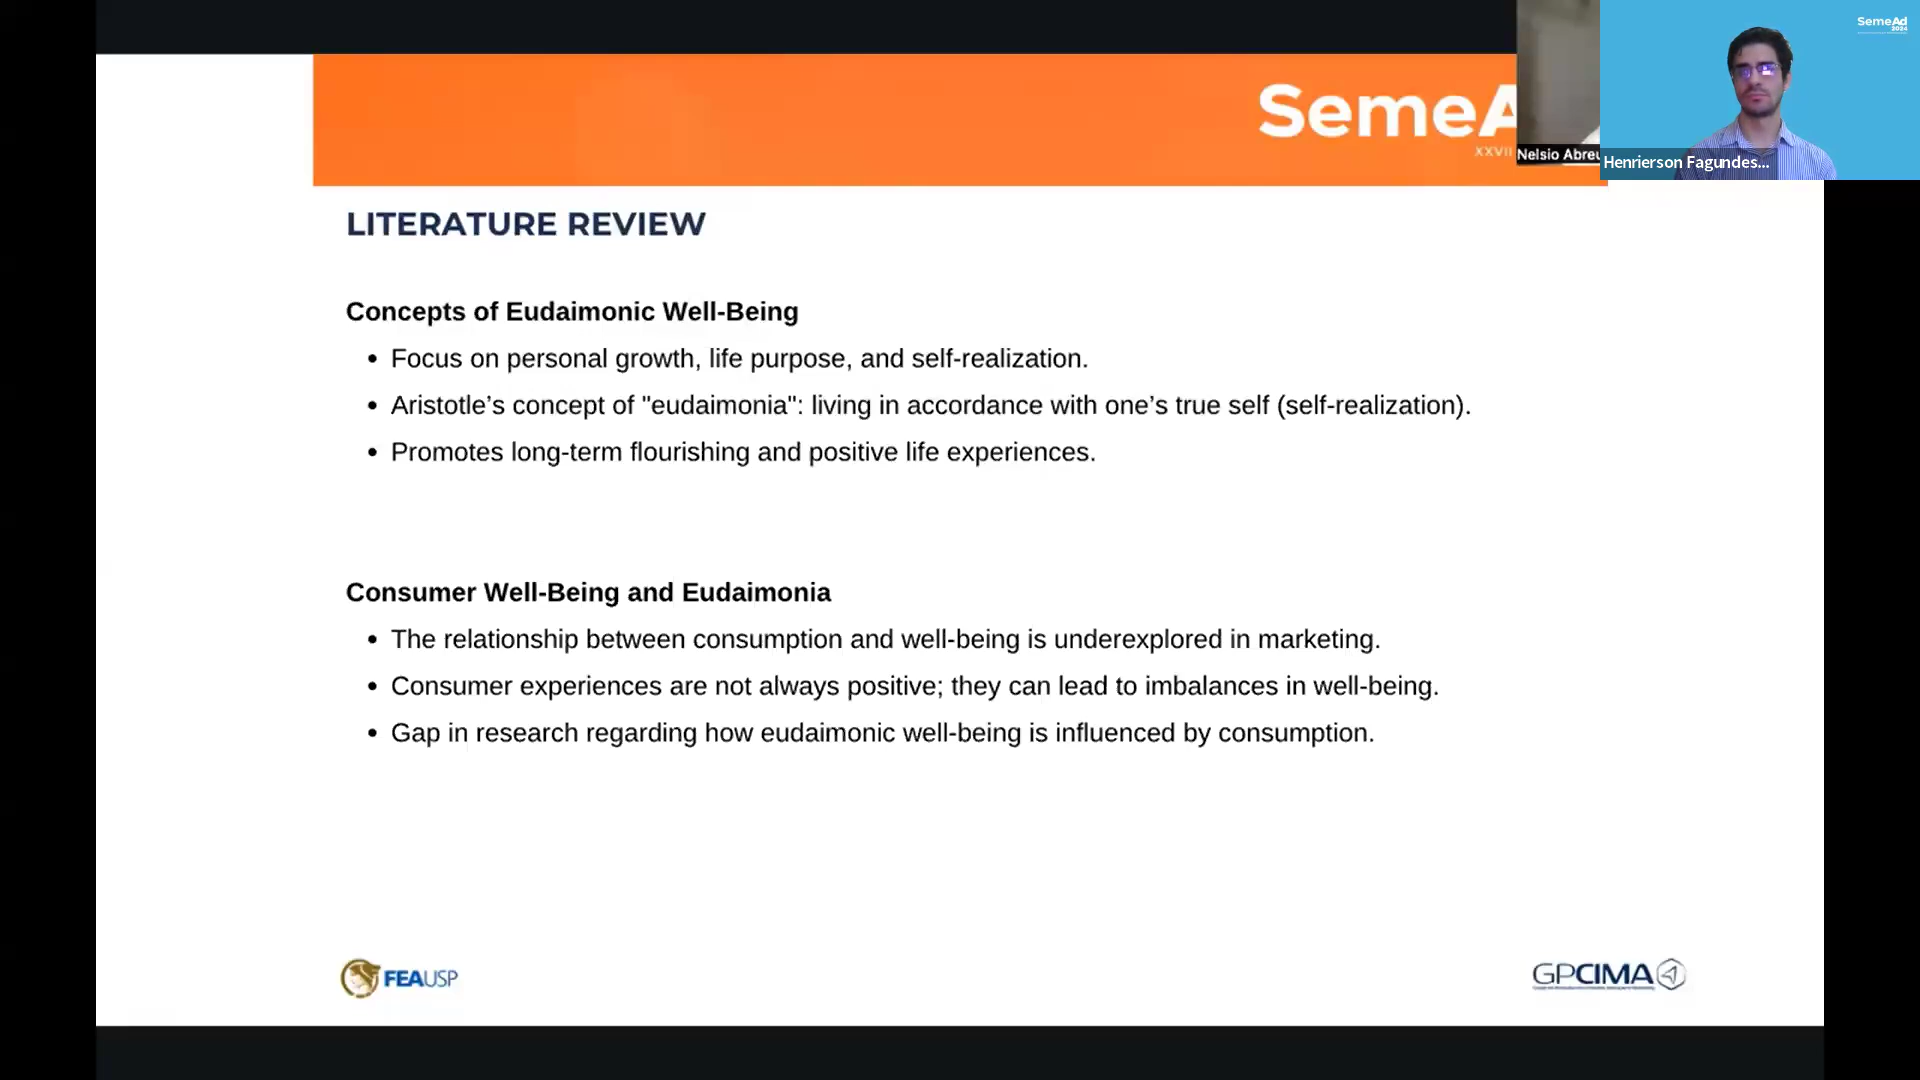 SemeAd
2024
SemeA
XXVII
Nelsio Abreu
Henrierson Fagundes...
LITERATURE REVIEW
Concepts of Eudaimonic Well-Being
• Focus on personal growth, life purpose, and self-realization.
• Aristotle’s concept of "eudaimonia": living in accordance with one’s true self (self-realization).
• Promotes long-term flourishing and positive life experiences.
Consumer Well-Being and Eudaimonia
• The relationship between consumption and well-being is underexplored in marketing.
• Consumer experiences are not always positive; they can lead to imbalances in well-being.
• Gap in research regarding how eudaimonic well-being is influenced by consumption.
FEAUSP
GPCIMA